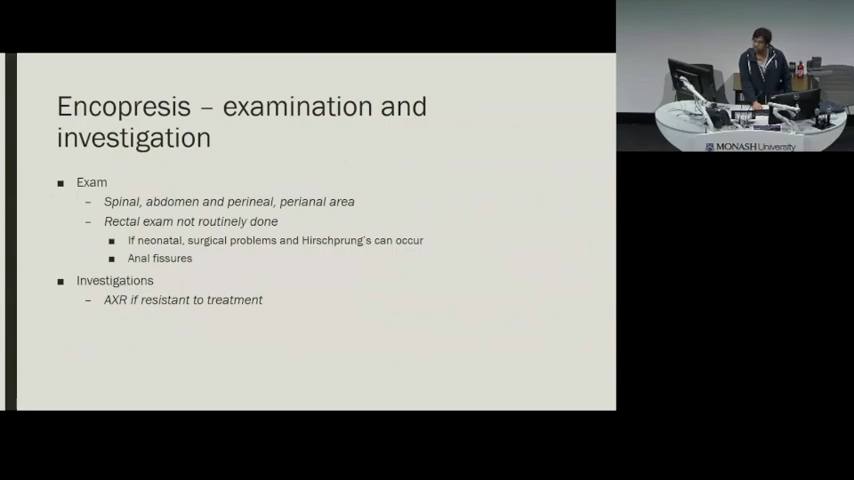 Encopresis – examination and
investigation
■ Exam
– Spinal, abdomen and perineal, perianal area
– Rectal exam not routinely done
■ If neonatal, surgical problems and Hirschprung's can occur
■ Anal fissures
■ Investigations
– AXR if resistant to treatment
MONASH University